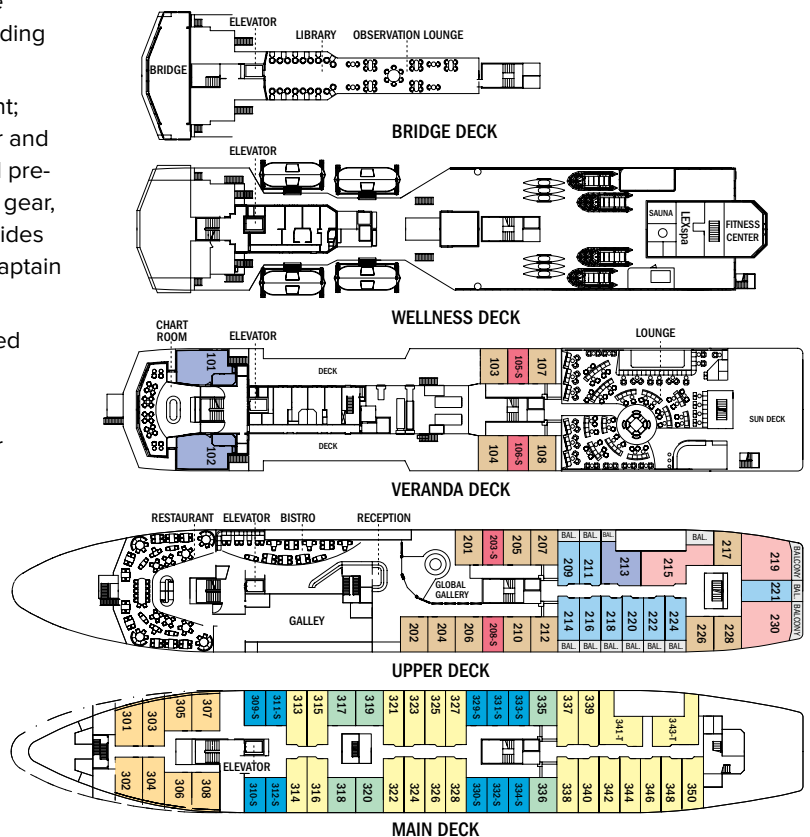 ding
nt;
r and
d pre-
gear,
ides
aptain
ed
ELEVATOR
LIBRARY OBSERVATION LOUNGE
BRIDGE
BRIDGE DECK
ELEVATOR
SAUNA
LEXspa
FITNESS
CENTER
WELLNESS DECK
CHART
ROOM
ELEVATOR
LOUNGE
101
DECK
103
105-S
107
SUN DECK
102
DECK
104
106-S
108
VERANDA DECK
RESTAURANT ELEVATOR BISTRO RECEPTION
201
203-S
205
207
BAL.
BAL.
BAL.
BAL.
209
211
213
215
217
219
BALCONY
GLOBAL
GALLERY
221
BAL.
GALLEY
202
204
206
208-S
210
212
214
216
218
220
222
224
226
228
230
BALCONY
BAL.
BAL.
BAL.
BAL.
BAL.
BAL.
UPPER DECK
301
303
305
307
309-S
311-S
313
315
317
319
321
323
325
327
329-S
331-S
333-S
335
337
339
341-T
343-T
ELEVATOR
302
304
306
308
310-S
312-S
314
316
318
320
322
324
326
328
330-S
332-S
334-S
336
338
340
342
344
346
348
350
MAIN DECK